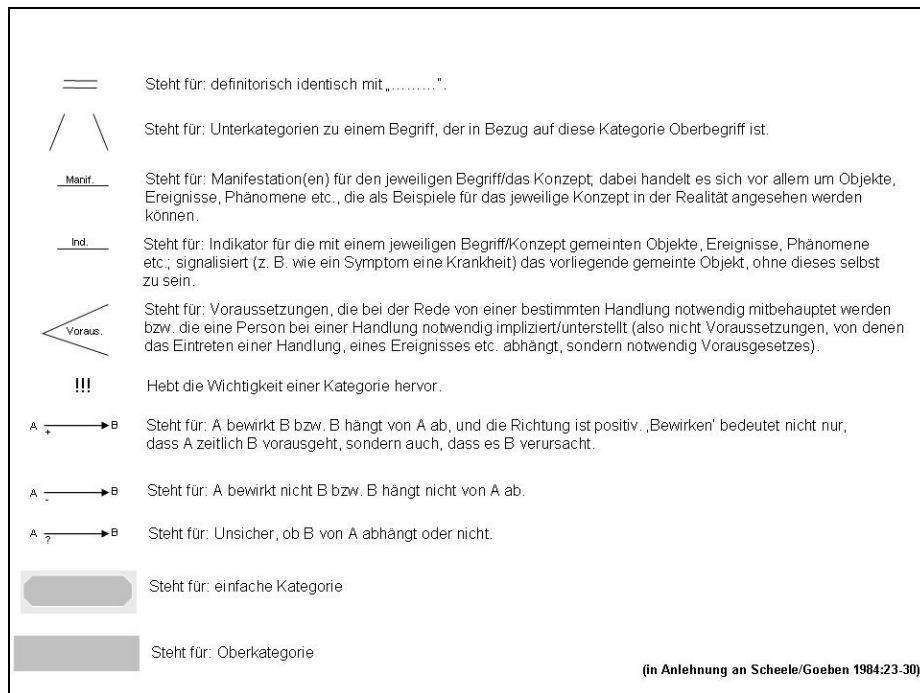 Steht für: definitorisch identisch mit „.........“.
Steht für: Unterkategorien zu einem Begriff, der in Bezug auf diese Kategorie Oberbegriff ist.
Manif.
Steht für: Manifestation(en) für den jeweiligen Begriff/das Konzept; dabei handelt es sich vor allem um Objekte,
Ereignisse, Phänomene etc., die als Beispiele für das jeweilige Konzept in der Realität angesehen werden
können.
Ind.
Steht für: Indikator für die mit einem jeweiligen Begriff/Konzept gemeinten Objekte, Ereignisse, Phänomene
etc.; signalisiert (z. B. wie ein Symptom eine Krankheit) das vorliegende gemeinte Objekt, ohne dieses selbst
zu sein.
Voraus.
Steht für: Voraussetzungen, die bei der Rede von einer bestimmten Handlung notwendig mitbehauptet werden
bzw. die eine Person bei einer Handlung notwendig impliziert/unterstellt (also nicht Voraussetzungen, von denen
das Eintreten einer Handlung, eines Ereignisses etc. abhängt, sondern notwendig Vorausgesetzes).
!!! Hebt die Wichtigkeit einer Kategorie hervor.
A + B Steht für: A bewirkt B bzw. B hängt von A ab, und die Richtung ist positiv. ‚Bewirken' bedeutet nicht nur,
dass A zeitlich B vorausgeht, sondern auch, dass es B verursacht.
A - B Steht für: A bewirkt nicht B bzw. B hängt nicht von A ab.
A ? B Steht für: Unsicher, ob B von A abhängt oder nicht.
Steht für: einfache Kategorie
Steht für: Oberkategorie
(in Anlehnung an Scheele/Goeben 1984:23-30)